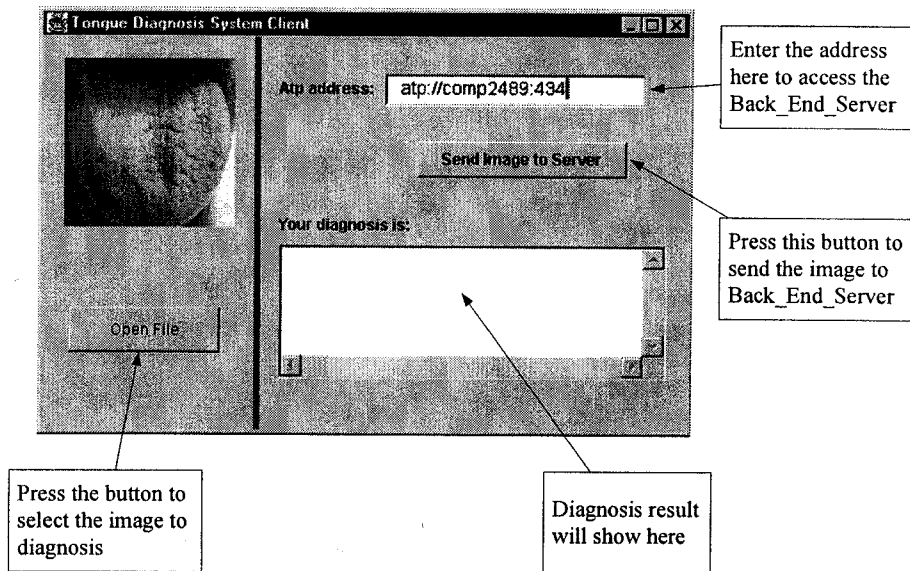 Tongue Diagnosis System Client
Atp address:
atp://comp2489:434
Send Image to Server
Your diagnosis is:
Open File
Enter the address
here to access the
Back_End_Server
Press this button to
send the image to
Back_End_Server
Press the button to
select the image to
diagnosis
Diagnosis result
will show here